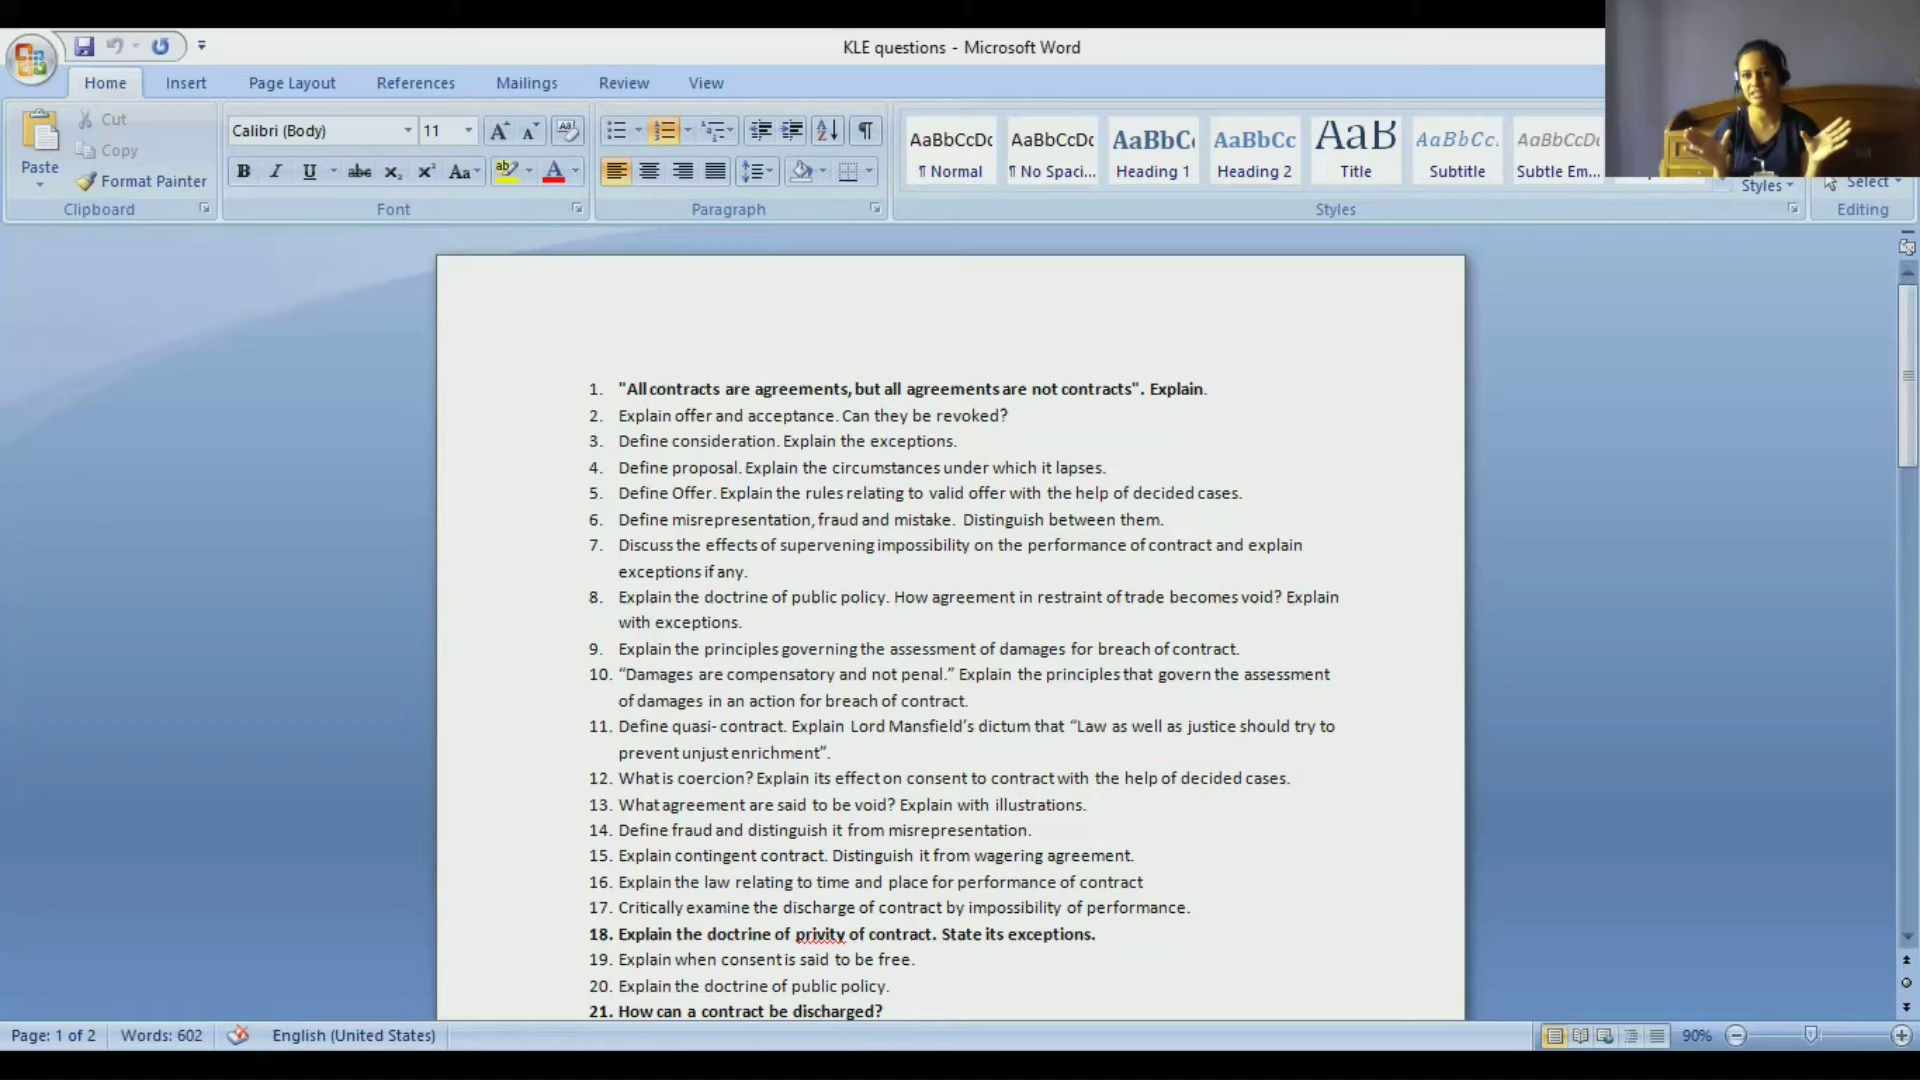 KLE questions - Microsoft Word
Home Insert Page Layout References Mailings Review View
Paste
Cut
Copy
Format Painter
Clipboard
Calibri (Body) 11
Font
Paragraph
AaBbCcDc AaBbCcDc AaBbC AaBbCc AaB AaBbCc. AaBbCcDc
¶ Normal ¶ No Spaci... Heading 1 Heading 2 Title Subtitle Subtle Em...
Styles
Styles
Select
Editing
1. "All contracts are agreements, but all agreements are not contracts". Explain.
2. Explain offer and acceptance. Can they be revoked?
3. Define consideration. Explain the exceptions.
4. Define proposal. Explain the circumstances under which it lapses.
5. Define Offer. Explain the rules relating to valid offer with the help of decided cases.
6. Define misrepresentation, fraud and mistake. Distinguish between them.
7. Discuss the effects of supervening impossibility on the performance of contract and explain
exceptions if any.
8. Explain the doctrine of public policy. How agreement in restraint of trade becomes void? Explain
with exceptions.
9. Explain the principles governing the assessment of damages for breach of contract.
10. “Damages are compensatory and not penal.” Explain the principles that govern the assessment
of damages in an action for breach of contract.
11. Define quasi- contract. Explain Lord Mansfield’s dictum that “Law as well as justice should try to
prevent unjust enrichment”.
12. What is coercion? Explain its effect on consent to contract with the help of decided cases.
13. What agreement are said to be void? Explain with illustrations.
14. Define fraud and distinguish it from misrepresentation.
15. Explain contingent contract. Distinguish it from wagering agreement.
16. Explain the law relating to time and place for performance of contract
17. Critically examine the discharge of contract by impossibility of performance.
18. Explain the doctrine of privity of contract. State its exceptions.
19. Explain when consent is said to be free.
20. Explain the doctrine of public policy.
21. How can a contract be discharged?
Page: 1 of 2 Words: 602 English (United States) 90%